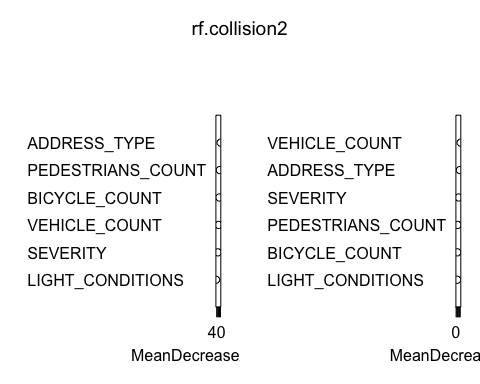 rf.collision2
ADDRESS_TYPE
PEDESTRIANS_COUNT
BICYCLE_COUNT
VEHICLE_COUNT
SEVERITY
LIGHT_CONDITIONS
40
MeanDecrease
VEHICLE_COUNT
ADDRESS_TYPE
SEVERITY
PEDESTRIANS_COUNT
BICYCLE_COUNT
LIGHT_CONDITIONS
0
MeanDecrea